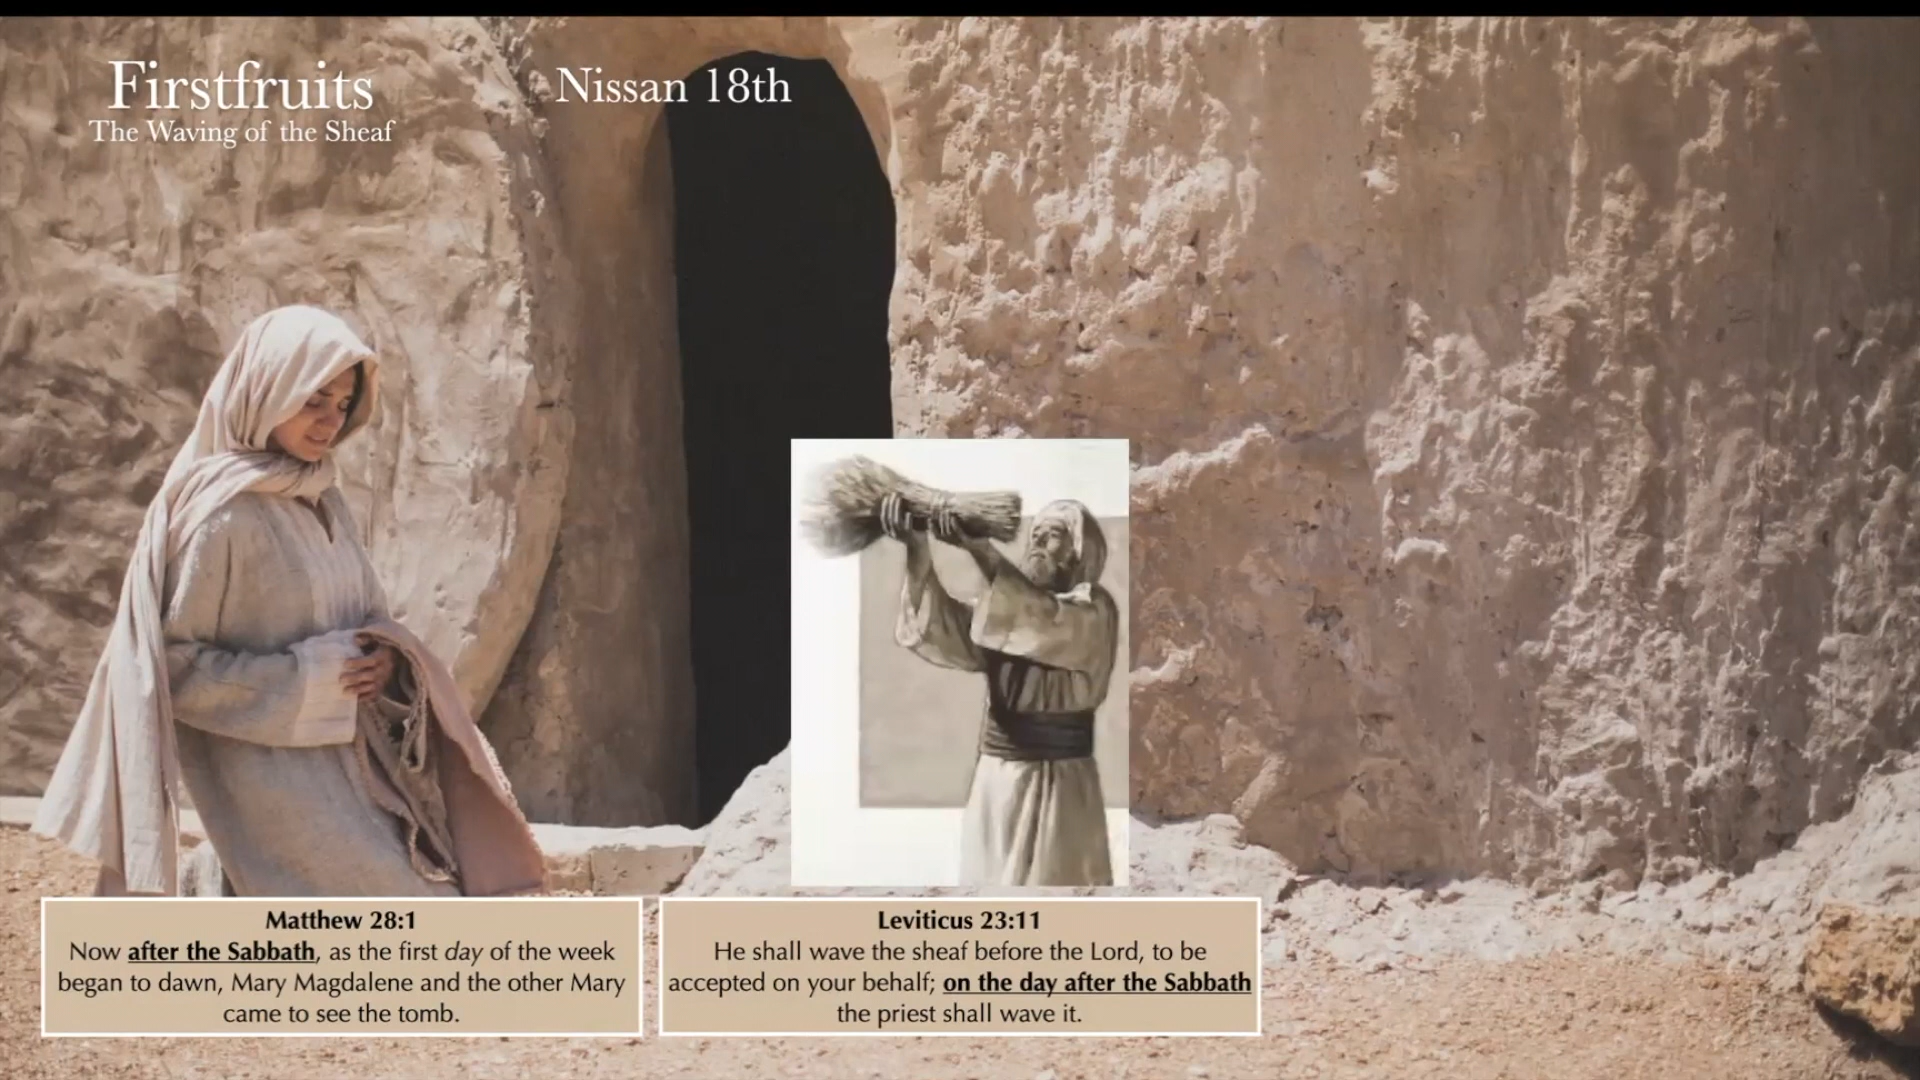 Firstfruits
The Waving of the Sheaf
Nissan 18th
Matthew 28:1
Now after the Sabbath, as the first day of the week
began to dawn, Mary Magdalene and the other Mary
came to see the tomb.
Leviticus 23:11
He shall wave the sheaf before the Lord, to be
accepted on your behalf; on the day after the Sabbath
the priest shall wave it.